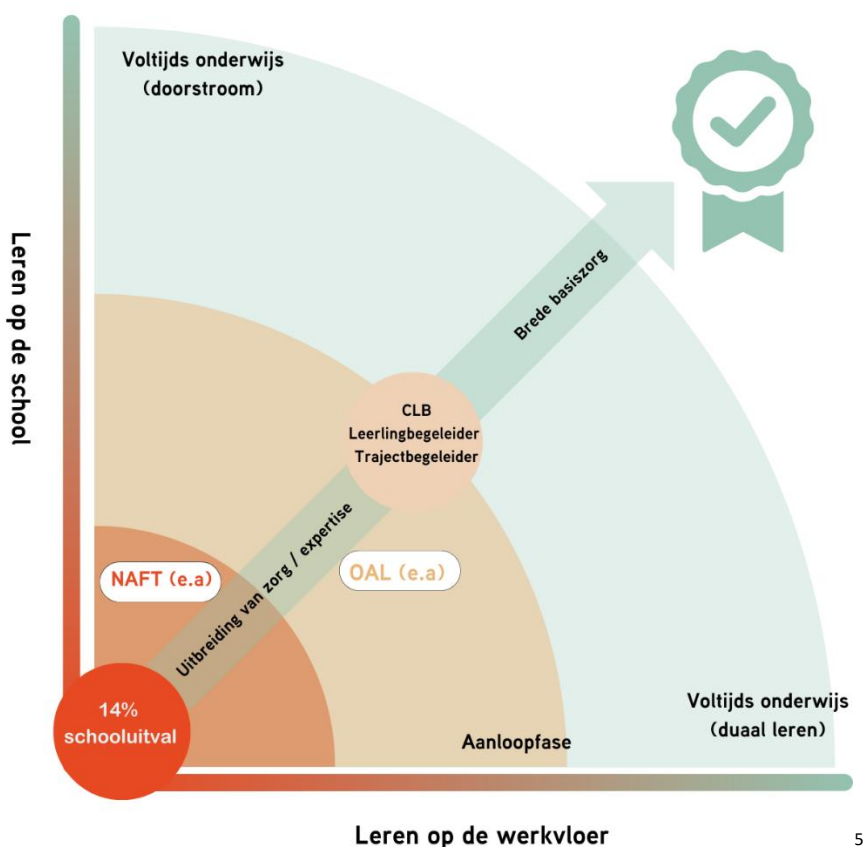 Voltijds onderwijs
(doorstroom)
Leren op de school
Brede basiszorg
CLB
Leerlingbegeleider
Trajectbegeleider
Uitbreiding van zorg / expertise
NAFT (e.a)
OAL (e.a)
14%
schooluitval
Voltijds onderwijs
(duaal leren)
Aanloopfase
Leren op de werkvloer
5